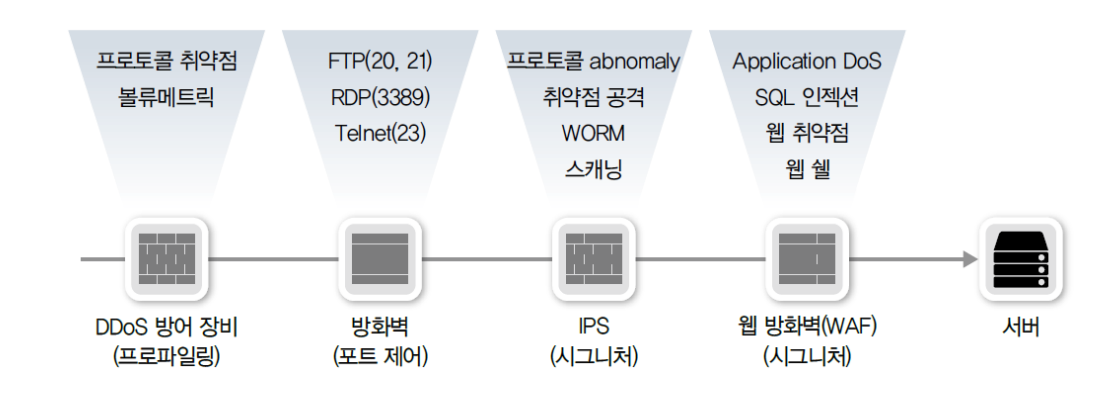 프로토콜 취약점
볼류메트릭
FTP(20, 21)
RDP(3389)
Telnet(23)
프로토콜 abnomaly
취약점 공격
WORM
스캐닝
Application DoS
SQL 인젝션
웹 취약점
웹 쉘
DDoS 방어 장비
(프로파일링)
방화벽
(포트 제어)
IPS
(시그니처)
웹 방화벽(WAF)
(시그니처)
서버